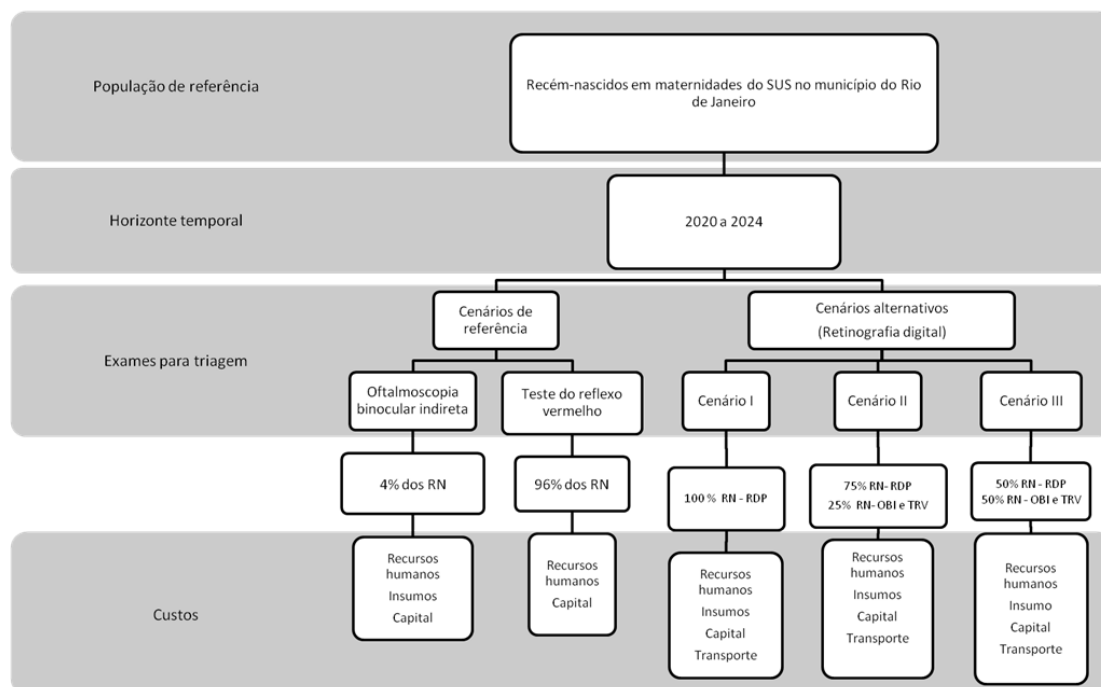 População de referência
Recém-nascidos em maternidades do SUS no município do Rio
de Janeiro
Horizonte temporal
2020 a 2024
Exames para triagem
Cenários de
referência
Cenários alternativos
(Retinografia digital)
Oftalmoscopia
binocular indireta
Teste do reflexo
vermelho
Cenário I
Cenário II
Cenário III
4% dos RN
96% dos RN
100 % RN - RDP
75% RN- RDP
25% RN- OBI e TRV
50% RN - RDP
50% RN - OBI e TRV
Custos
Recursos
humanos
Insumos
Capital
Recursos
humanos
Capital
Recursos
humanos
Insumos
Capital
Transporte
Recursos
humanos
Insumos
Capital
Transporte
Recursos
humanos
Insumo
Capital
Transporte